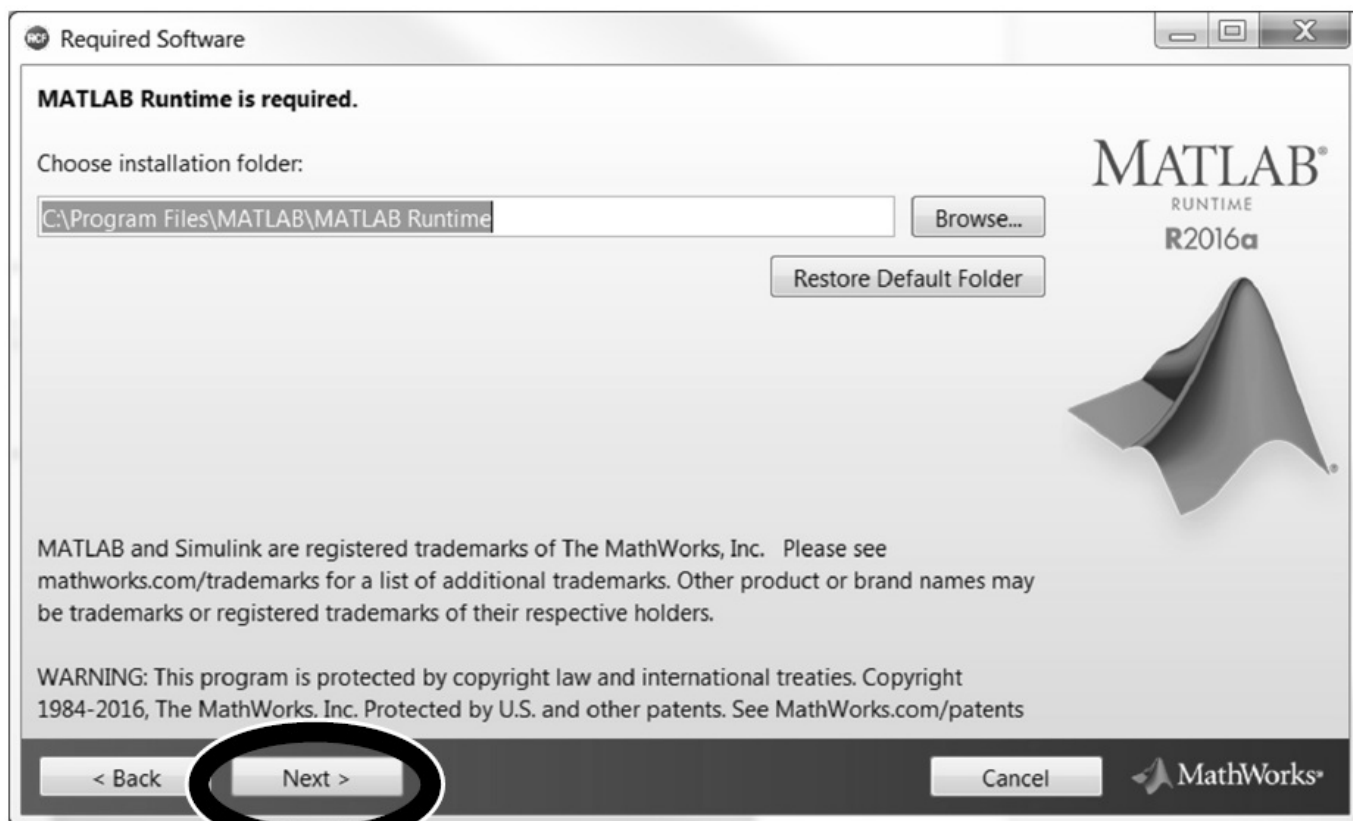 RCF Required Software
MATLAB Runtime is required.
Choose installation folder:
C:\Program Files\MATLAB\MATLAB Runtime
Browse...
Restore Default Folder
MATLAB®
RUNTIME
R2016a
®
MATLAB and Simulink are registered trademarks of The MathWorks, Inc.   Please see
mathworks.com/trademarks for a list of additional trademarks. Other product or brand names may
be trademarks or registered trademarks of their respective holders.
WARNING: This program is protected by copyright law and international treaties. Copyright
1984-2016, The MathWorks, Inc. Protected by U.S. and other patents. See MathWorks.com/patents
< Back
Next >
Cancel
MathWorks®